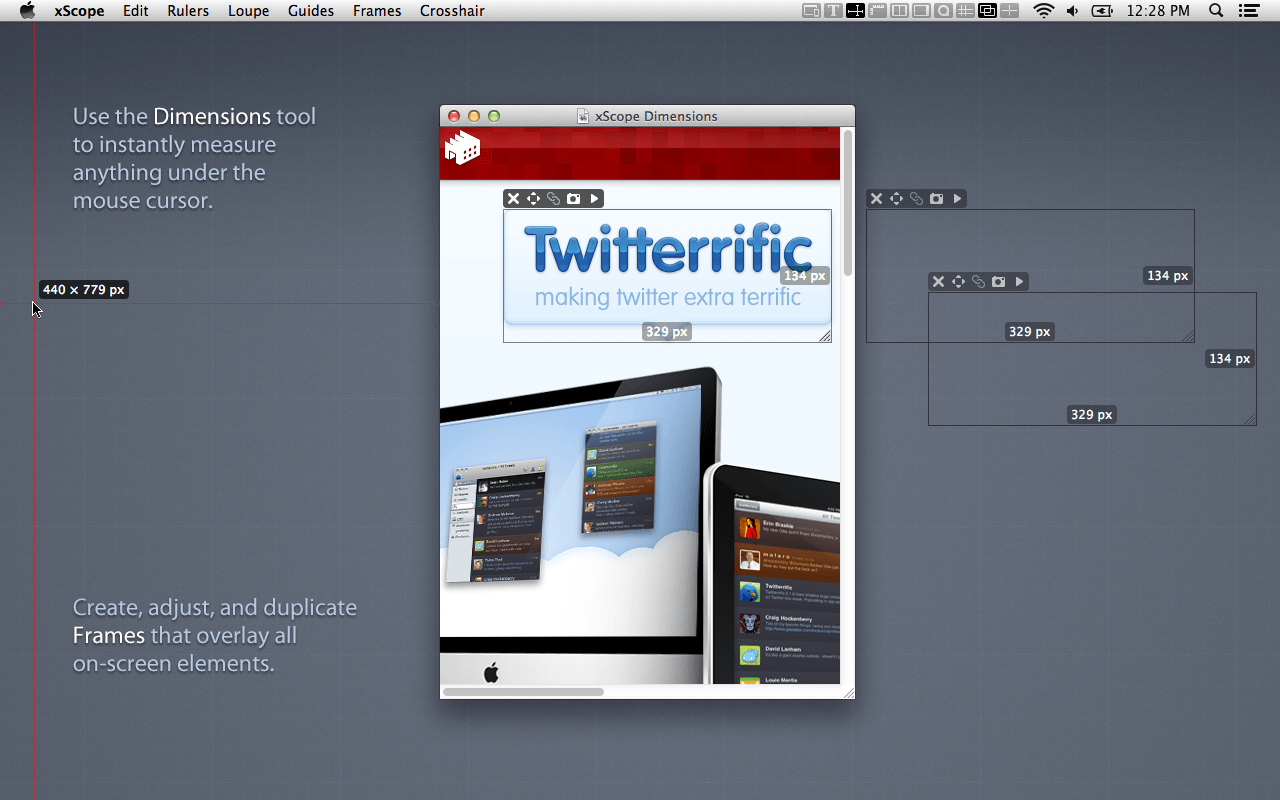 xScope Edit Rulers Loupe Guides Frames Crosshair 12:28 PM
Use the Dimensions tool
to instantly measure
anything under the
mouse cursor.
440 × 779 px
xScope Dimensions
Twitterrific
134 px
making twitter extra terrific
329 px
134 px
329 px
134 px
329 px
Erin Blaskie
Twitterrific
Craig Hockenberry
David Lanham
Louie Mantia
Create, adjust, and duplicate
Frames that overlay all
on-screen elements.